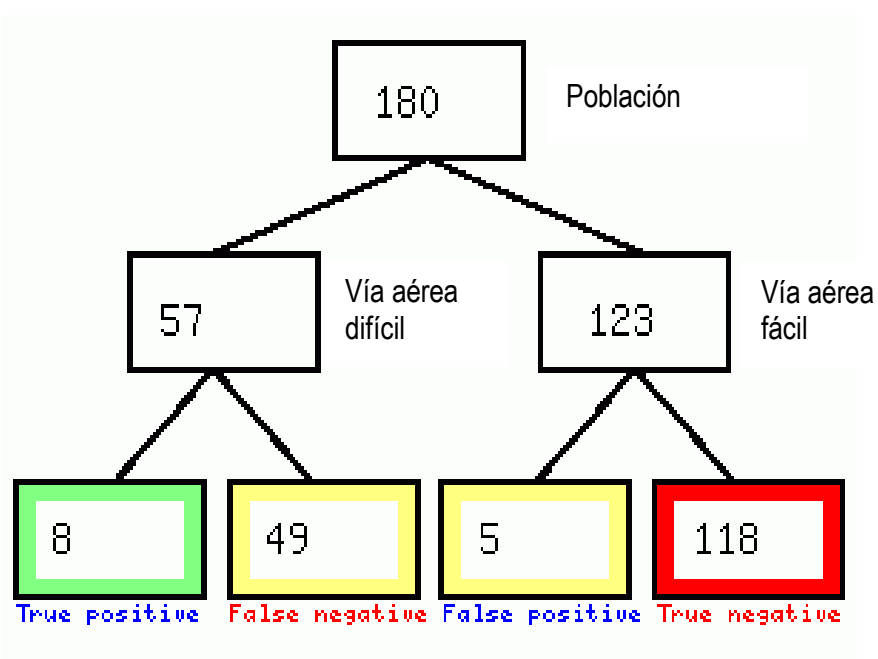 180
Población
57
Vía aérea
difícil
123
Vía aérea
fácil
8
49
5
118
True positive
False negative
False positive
True negative